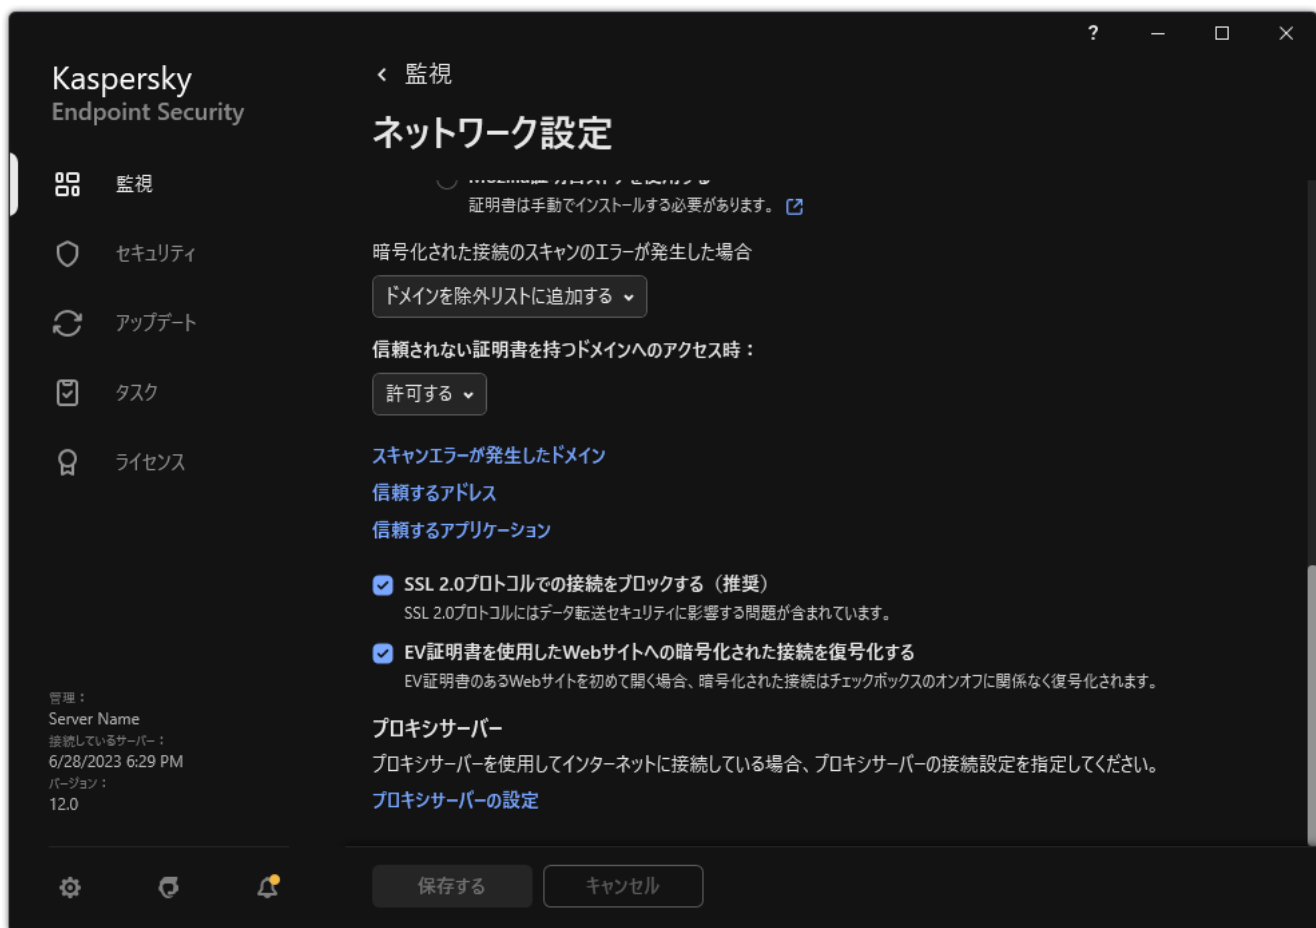 ?
Kaspersky
Endpoint Security
監視
セキュリティ
アップデート
タスク
ライセンス
管理：
Server Name
接続しているサーバー：
6/28/2023 6:29 PM
バージョン：
12.0
監視
ネットワーク設定
証明書は手動でインストールする必要があります。
暗号化された接続のスキャンのエラーが発生した場合
ドメインを除外リストに追加する
信頼されない証明書を持つドメインへのアクセス時：
許可する
スキャンエラーが発生したドメイン
信頼するアドレス
信頼するアプリケーション
SSL 2.0プロトコルでの接続をブロックする（推奨）
SSL 2.0プロトコルにはデータ転送セキュリティに影響する問題が含まれています。
EV証明書を使用したWebサイトへの暗号化された接続を復号化する
EV証明書のあるWebサイトを初めて開く場合、暗号化された接続はチェックボックスのオンオフに関係なく復号化されます。
プロキシサーバー
プロキシサーバーを使用してインターネットに接続している場合、プロキシサーバーの接続設定を指定してください。
プロキシサーバーの設定
保存する
キャンセル